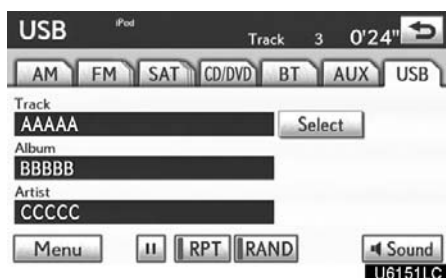 USB iPod Track 3 0'24"
AM FM SAT CD/DVD BT AUX USB
Track
AAAAA Select
Album
BBBBB
Artist
CCCCC
Menu RPT RAND Sound
U6151LC